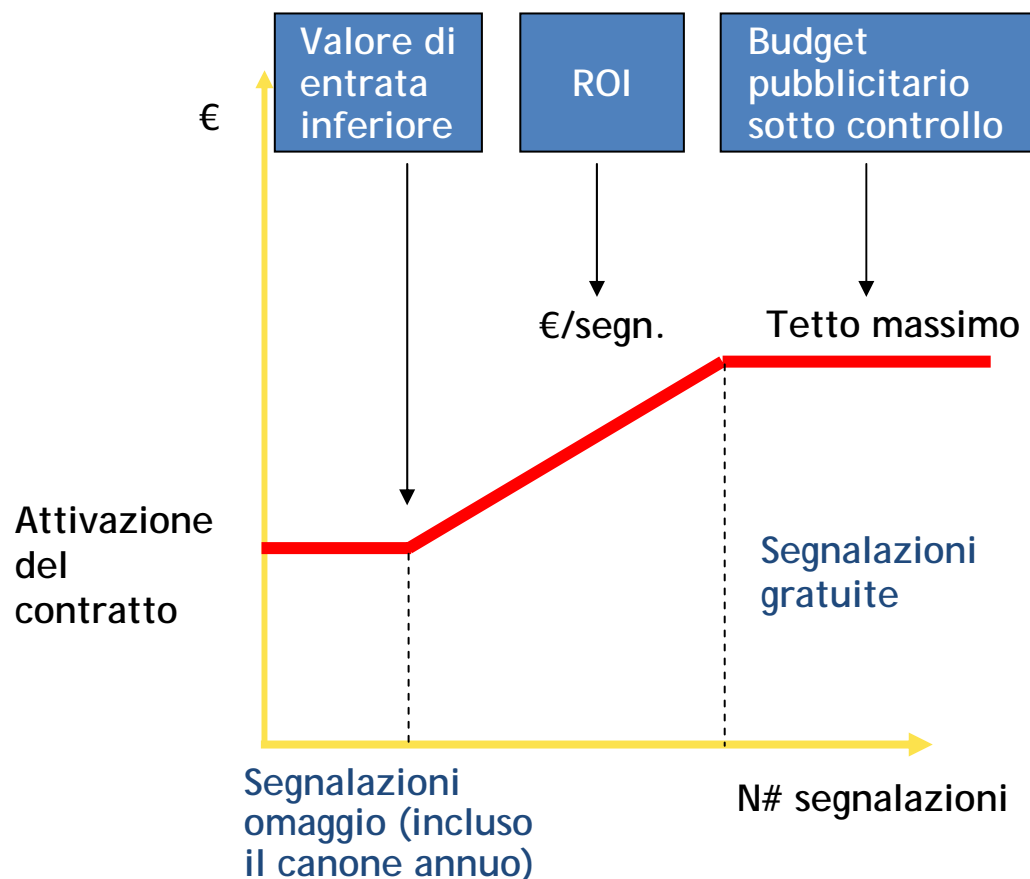 Valore di
entrata
inferiore
ROI
Budget
pubblicitario
sotto controllo
€
€/segn.
Tetto massimo
Attivazione
del
contratto
Segnalazioni
gratuite
Segnalazioni
omaggio (incluso
il canone annuo)
N# segnalazioni